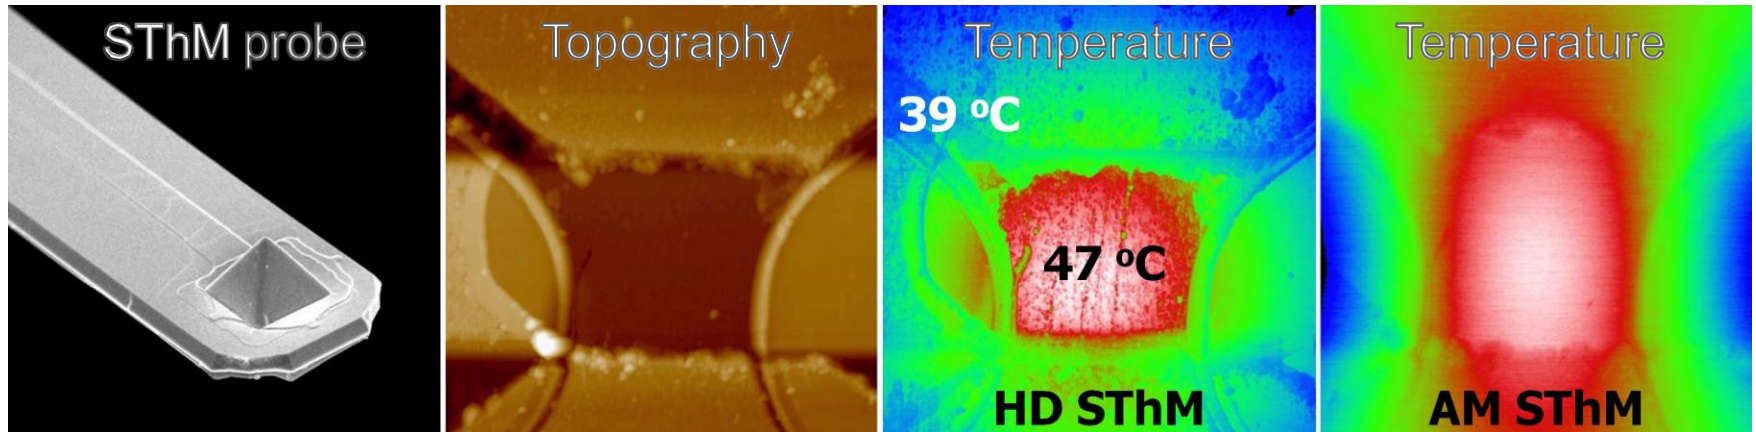 SThM probe
Topography
Temperature
39 ºC
47 ºC
HD SThM
Temperature
AM SThM